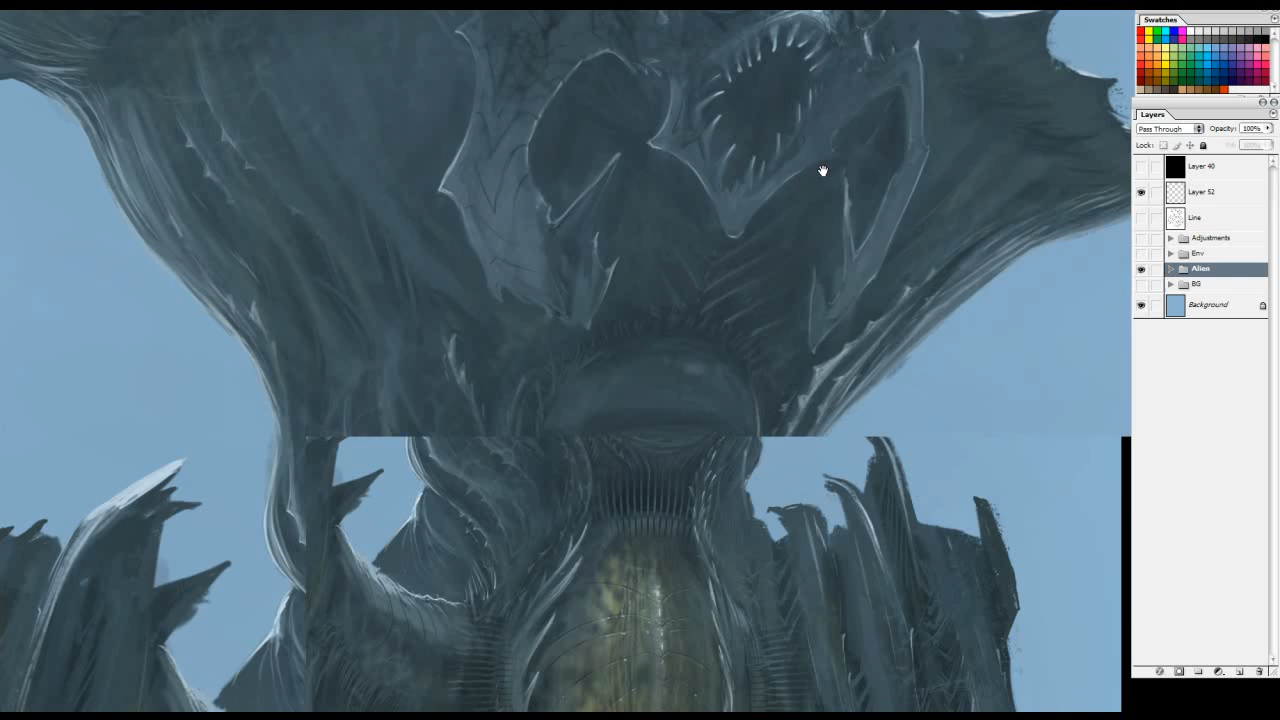 Swatches
Layers
Pass Through Opacity: 100%
Lock:
Layer 40
Layer 52
Line
Adjustments
Env
Alien
BG
Background